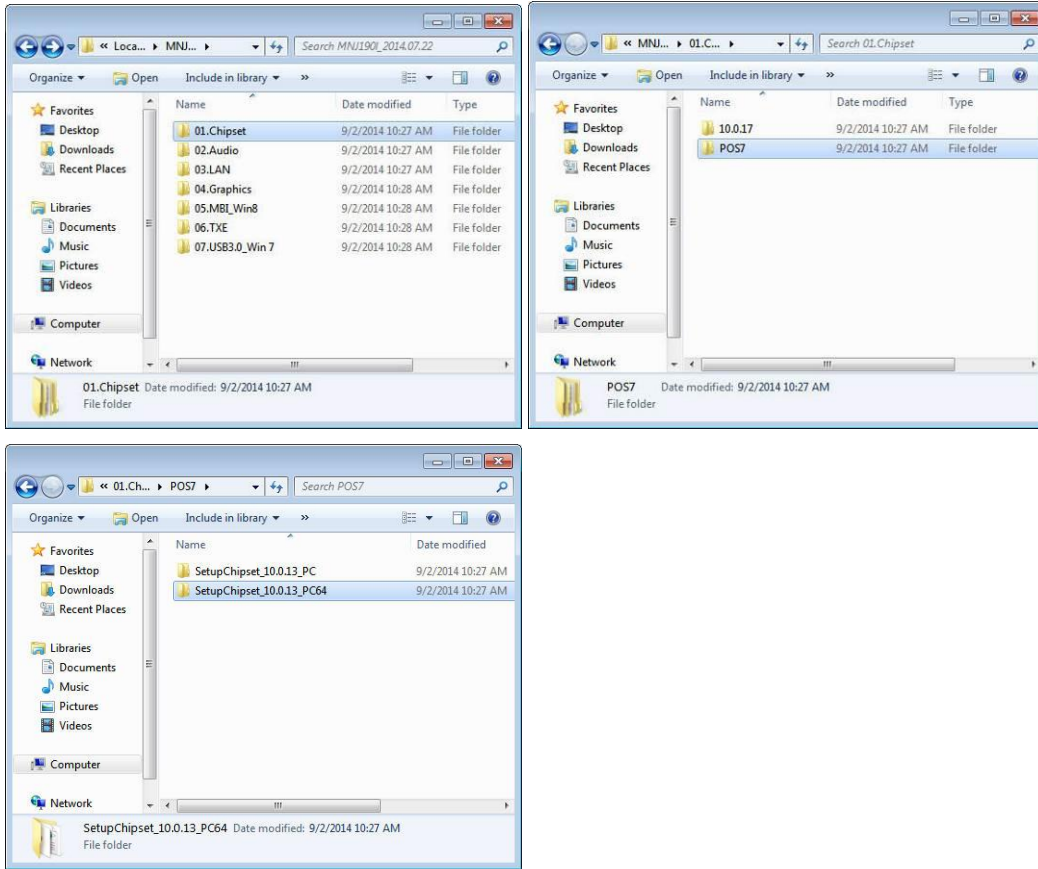 « Loca... ▸ MNJ... ▸ Search MNJ190I_2014.07.22
Organize ▾ Open Include in library ▾ »
Favorites
Desktop
Downloads
Recent Places
Libraries
Documents
Music
Pictures
Videos
Computer
Network
Name Date modified Type
01.Chipset 9/2/2014 10:27 AM File folder
02.Audio 9/2/2014 10:27 AM File folder
03.LAN 9/2/2014 10:27 AM File folder
04.Graphics 9/2/2014 10:28 AM File folder
05.MBI_Win8 9/2/2014 10:28 AM File folder
06.TXE 9/2/2014 10:28 AM File folder
07.USB3.0_Win 7 9/2/2014 10:28 AM File folder
01.Chipset Date modified: 9/2/2014 10:27 AM
File folder
« MNJ... ▸ 01.C... ▸ Search 01.Chipset
Organize ▾ Open Include in library ▾ »
Favorites
Desktop
Downloads
Recent Places
Libraries
Documents
Music
Pictures
Videos
Computer
Network
Name Date modified Type
10.0.17 9/2/2014 10:27 AM File folder
POS7 9/2/2014 10:27 AM File folder
POS7 Date modified: 9/2/2014 10:27 AM
File folder
« 01.Ch... ▸ POS7 ▸ Search POS7
Organize ▾ Open Include in library ▾ »
Favorites
Desktop
Downloads
Recent Places
Libraries
Documents
Music
Pictures
Videos
Computer
Network
Name Date modified
SetupChipset_10.0.13_PC 9/2/2014 10:27 AM
SetupChipset_10.0.13_PC64 9/2/2014 10:27 AM
SetupChipset_10.0.13_PC64 Date modified: 9/2/2014 10:27 AM
File folder